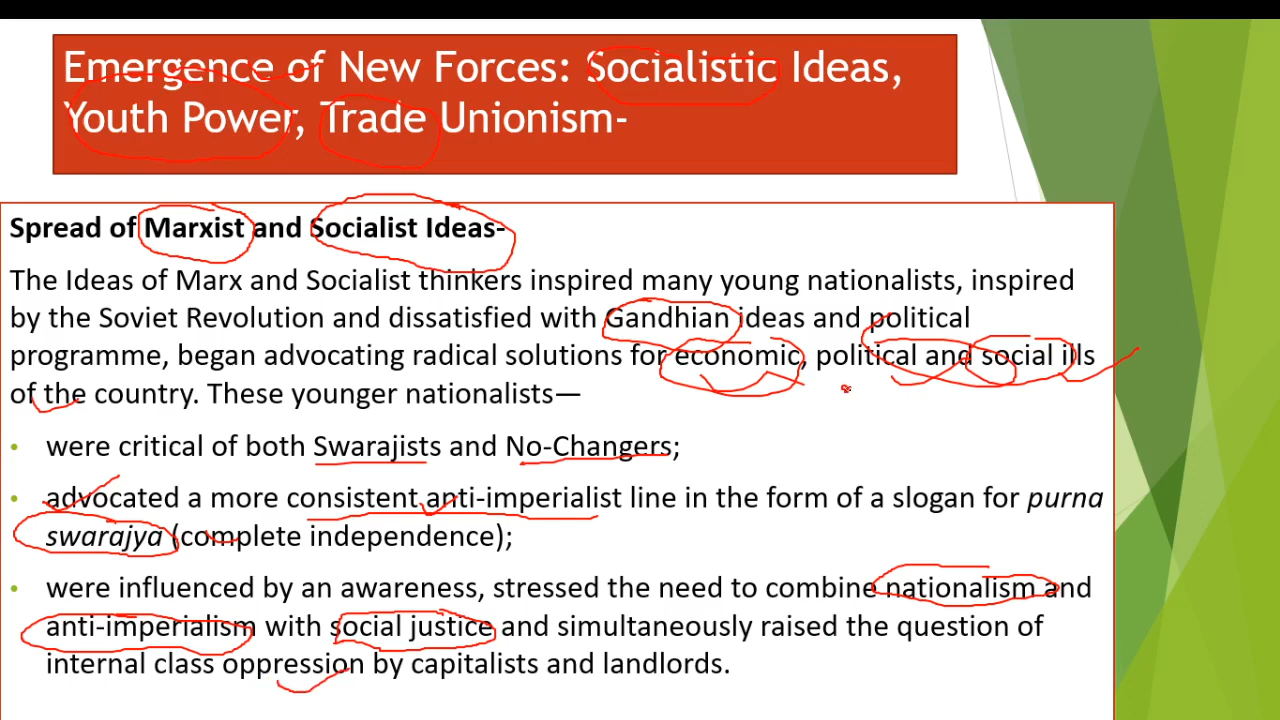 Emergence of New Forces: Socialistic Ideas,
Youth Power, Trade Unionism-
Spread of Marxist and Socialist Ideas-
The Ideas of Marx and Socialist thinkers inspired many young nationalists, inspired
by the Soviet Revolution and dissatisfied with Gandhian ideas and political
programme, began advocating radical solutions for economic, political and social ills
of the country. These younger nationalists—
• were critical of both Swarajists and No-Changers;
• advocated a more consistent anti-imperialist line in the form of a slogan for purna
swarajya (complete independence);
• were influenced by an awareness, stressed the need to combine nationalism and
anti-imperialism with social justice and simultaneously raised the question of
internal class oppression by capitalists and landlords.